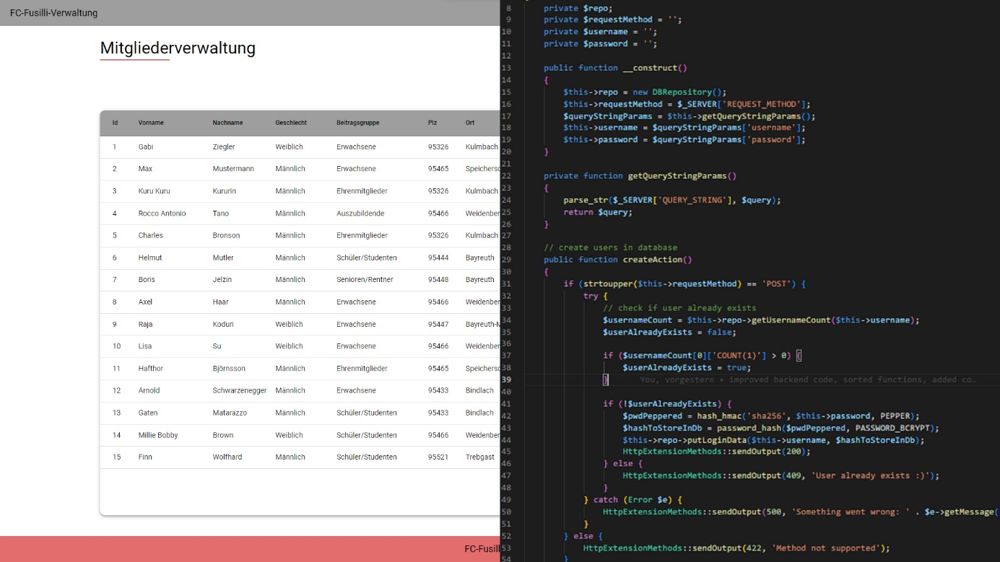 FC-Fusilli-Verwaltung
Mitgliederverwaltung
Id Vorname Nachname Geschlecht Beitragsgruppe Plz Ort
1 Gabi Ziegler Weiblich Erwachsene 95326 Kulmbach
2 Max Mustermann Männlich Erwachsene 95465 Speichersd
3 Kuru Kuru Kururin Männlich Ehrenmitglieder 95326 Kulmbach
4 Rocco Antonio Tano Männlich Auszubildende 95466 Weidenber
5 Charles Bronson Männlich Ehrenmitglieder 95326 Kulmbach
6 Helmut Mutler Männlich Schüler/Studenten 95444 Bayreuth
7 Boris Jelzin Männlich Senioren/Rentner 95448 Bayreuth
8 Axel Haar Männlich Erwachsene 95466 Weidenber
9 Raja Koduri Weiblich Erwachsene 95447 Bayreuth-M
10 Lisa Su Weiblich Erwachsene 95466 Weidenber
11 Hafthor Björnsson Männlich Ehrenmitglieder 95465 Speichersd
12 Arnold Schwarzenegger Männlich Erwachsene 95433 Bindlach
13 Gaten Matarazzo Männlich Schüler/Studenten 95433 Bindlach
14 Millie Bobby Brown Weiblich Schüler/Studenten 95466 Weidenber
15 Finn Wolfhard Männlich Schüler/Studenten 95521 Trebgast
FC-Fusill
8 private $repo;
9 private $requestMethod = '';
10 private $username = '';
11 private $password = '';
12
13 public function __construct()
14 {
15 $this->repo = new DBRepository();
16 $this->requestMethod = $_SERVER['REQUEST_METHOD'];
17 $queryStringParams = $this->getQueryStringParams();
18 $this->username = $queryStringParams['username'];
19 $this->password = $queryStringParams['password'];
20 }
21
22 private function getQueryStringParams()
23 {
24 parse_str($_SERVER['QUERY_STRING'], $query);
25 return $query;
26 }
27
28 // create users in database
29 public function createAction()
30 {
31 if (strtoupper($this->requestMethod) == 'POST') {
32 try {
33 // check if user already exists
34 $usernameCount = $this->repo->getUsernameCount($this->username);
35 $userAlreadyExists = false;
36
37 if ($usernameCount[0]['COUNT(1)'] > 0) {
38 $userAlreadyExists = true;
39 } You, vorgestern • improved backend code, sorted functions, added co…
40
41 if (!$userAlreadyExists) {
42 $pwdPeppered = hash_hmac('sha256', $this->password, PEPPER);
43 $hashToStoreInDb = password_hash($pwdPeppered, PASSWORD_BCRYPT);
44 $this->repo->putLoginData($this->username, $hashToStoreInDb);
45 HttpExtensionMethods::sendOutput(200);
46 } else {
47 HttpExtensionMethods::sendOutput(409, 'User already exists :)');
48 }
49 } catch (Error $e) {
50 HttpExtensionMethods::sendOutput(500, 'Something went wrong: ' . $e->getMessage(
51 }
52 } else {
53 HttpExtensionMethods::sendOutput(422, 'Method not supported');
54 }